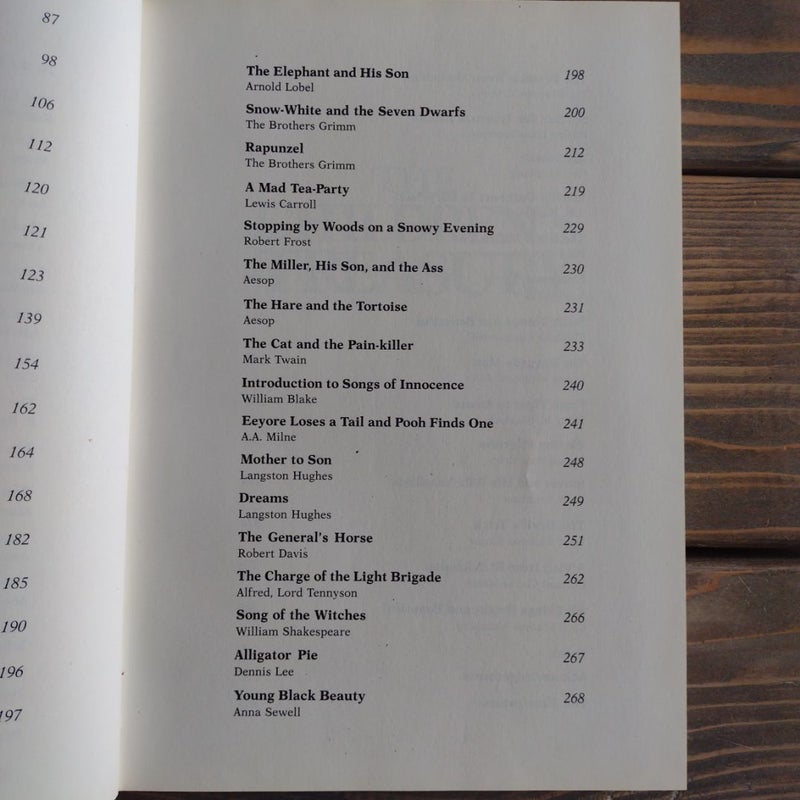 87
98
106
112
120
121
123
139
154
162
164
168
182
185
190
196
197
The Elephant and His Son 198
Arnold Lobel
Snow-White and the Seven Dwarfs 200
The Brothers Grimm
Rapunzel 212
The Brothers Grimm
A Mad Tea-Party 219
Lewis Carroll
Stopping by Woods on a Snowy Evening 229
Robert Frost
The Miller, His Son, and the Ass 230
Aesop
The Hare and the Tortoise 231
Aesop
The Cat and the Pain-killer 233
Mark Twain
Introduction to Songs of Innocence 240
William Blake
Eeyore Loses a Tail and Pooh Finds One 241
A.A. Milne
Mother to Son 248
Langston Hughes
Dreams 249
Langston Hughes
The General's Horse 251
Robert Davis
The Charge of the Light Brigade 262
Alfred, Lord Tennyson
Song of the Witches 266
William Shakespeare
Alligator Pie 267
Dennis Lee
Young Black Beauty 268
Anna Sewell